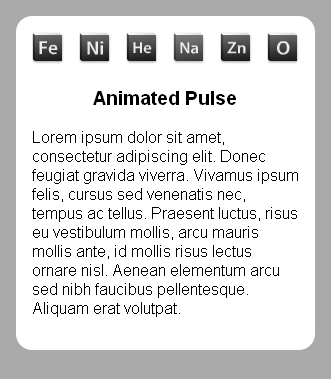 Fe Ni He Na Zn O
Animated Pulse
Lorem ipsum dolor sit amet,
consectetur adipiscing elit. Donec
feugiat gravida viverra. Vivamus ipsum
felis, cursus sed venenatis nec,
tempus ac tellus. Praesent luctus, risus
eu vestibulum mollis, arcu mauris
mollis ante, id mollis risus lectus
ornare nisl. Aenean elementum arcu
sed nibh faucibus pellentesque.
Aliquam erat volutpat.